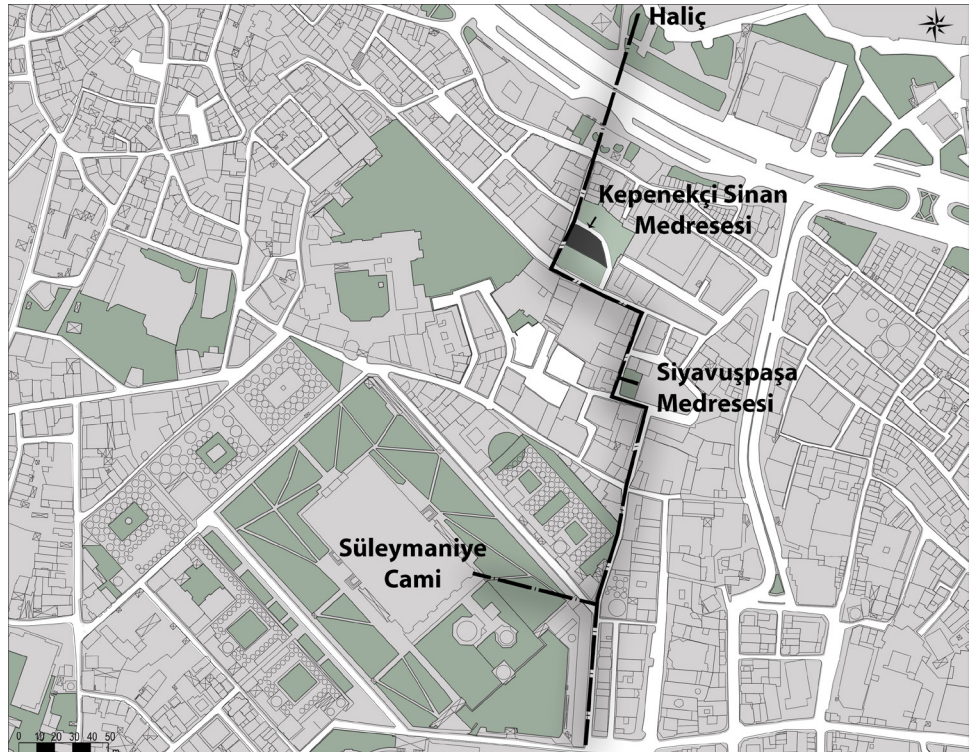 Haliç
Kepenekçi Sinan
Medresesi
Siyavuşpaşa
Medresesi
Süleymaniye
Cami
0 10 20 30 40 50
m